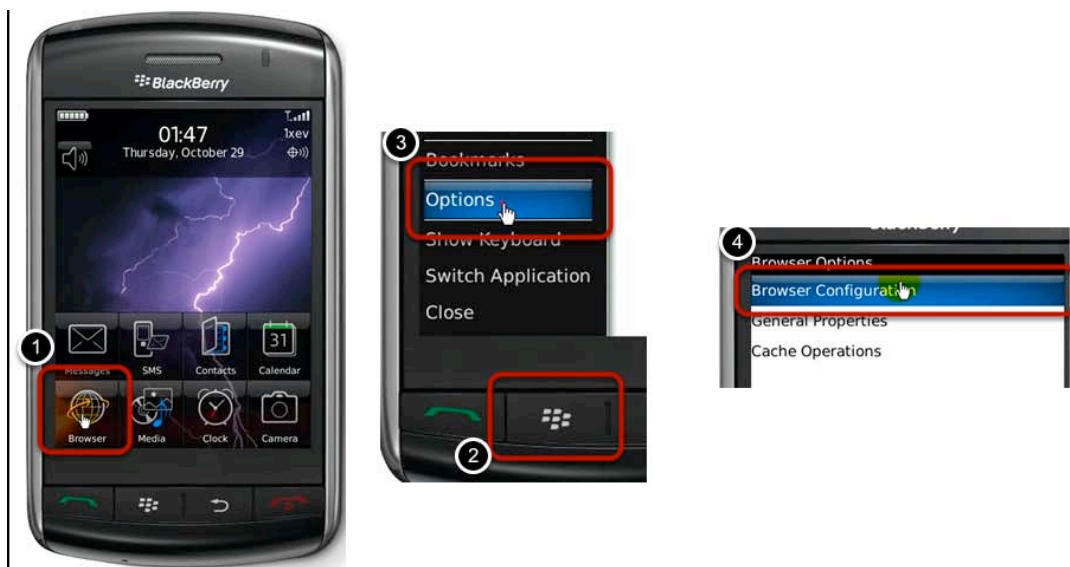 BlackBerry
01:47
1xev
Thursday, October 29
31
Messages
SMS
Contacts
Calendar
1
Browser
Media
Clock
Camera
3
Bookmarks
Options
Show Keyboard
Switch Application
Close
2
4
BlackBerry
Browser Options
Browser Configuration
General Properties
Cache Operations